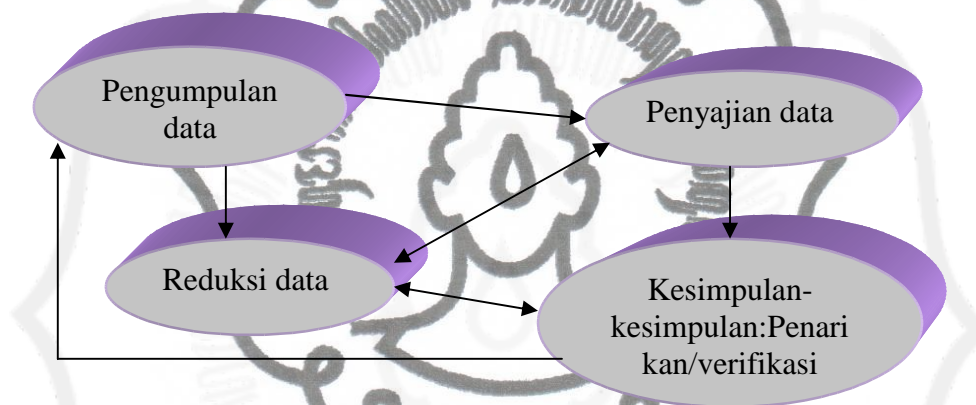 Pengumpulan
data
Penyajian data
Reduksi data
Kesimpulan-
kesimpulan:Penari
kan/verifikasi